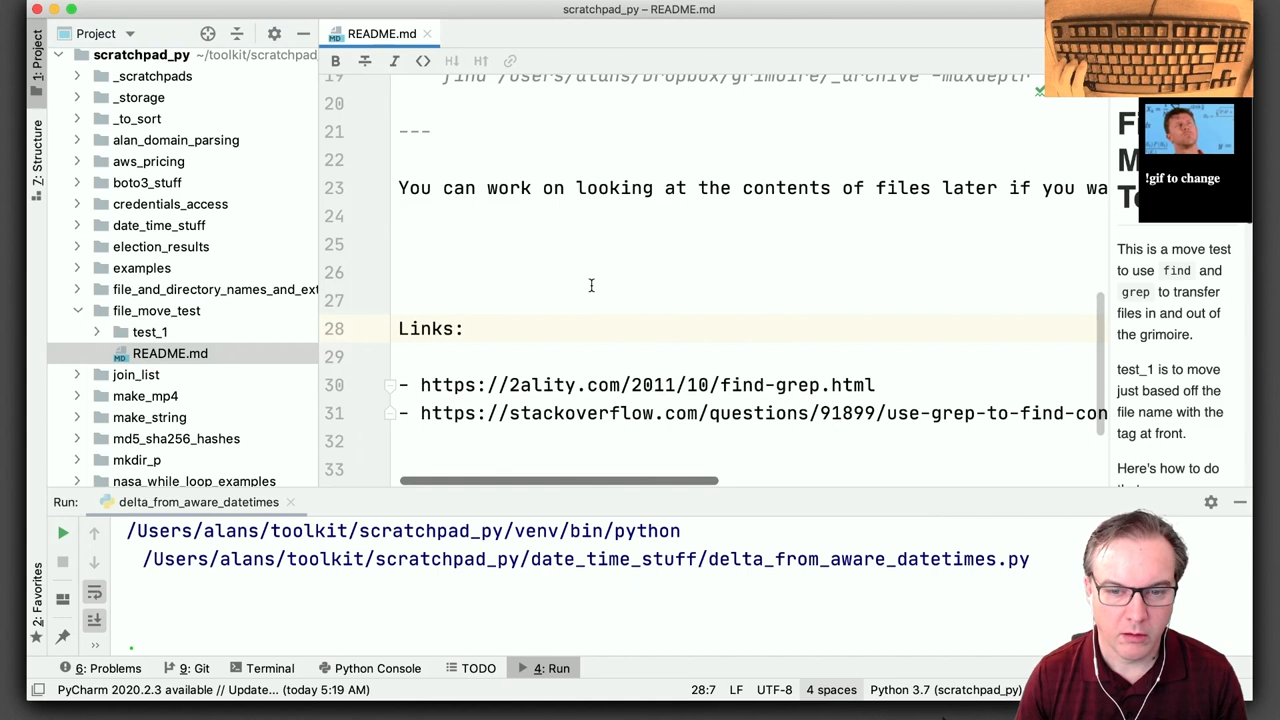 scratchpad_py – README.md
1: Project
Project
README.md
scratchpad_py ~/toolkit/scratchpad
_scratchpads
_storage
_to_sort
alan_domain_parsing
aws_pricing
boto3_stuff
credentials_access
date_time_stuff
election_results
examples
file_and_directory_names_and_ext
file_move_test
test_1
README.md
join_list
make_mp4
make_string
md5_sha256_hashes
mkdir_p
nasa_while_loop_examples
Z: Structure
2: Favorites
B I <> H↓ H↑
19 find /Users/alans/Dropbox/grimoire/_archive -maxdepth
20
21 ---
22
23 You can work on looking at the contents of files later if you wa
24
25
26
27
28 Links:
29
30 - https://2ality.com/2011/10/find-grep.html
31 - https://stackoverflow.com/questions/91899/use-grep-to-find-con
32
33
!gif to change
This is a move test
to use find and
grep to transfer
files in and out of
the grimoire.
test_1 is to move
just based off the
file name with the
tag at front.
Here's how to do
Run: delta_from_aware_datetimes
/Users/alans/toolkit/scratchpad_py/venv/bin/python
/Users/alans/toolkit/scratchpad_py/date_time_stuff/delta_from_aware_datetimes.py
6: Problems 9: Git Terminal Python Console TODO 4: Run
PyCharm 2020.2.3 available // Update... (today 5:19 AM) 28:7 LF UTF-8 4 spaces Python 3.7 (scratchpad_py)